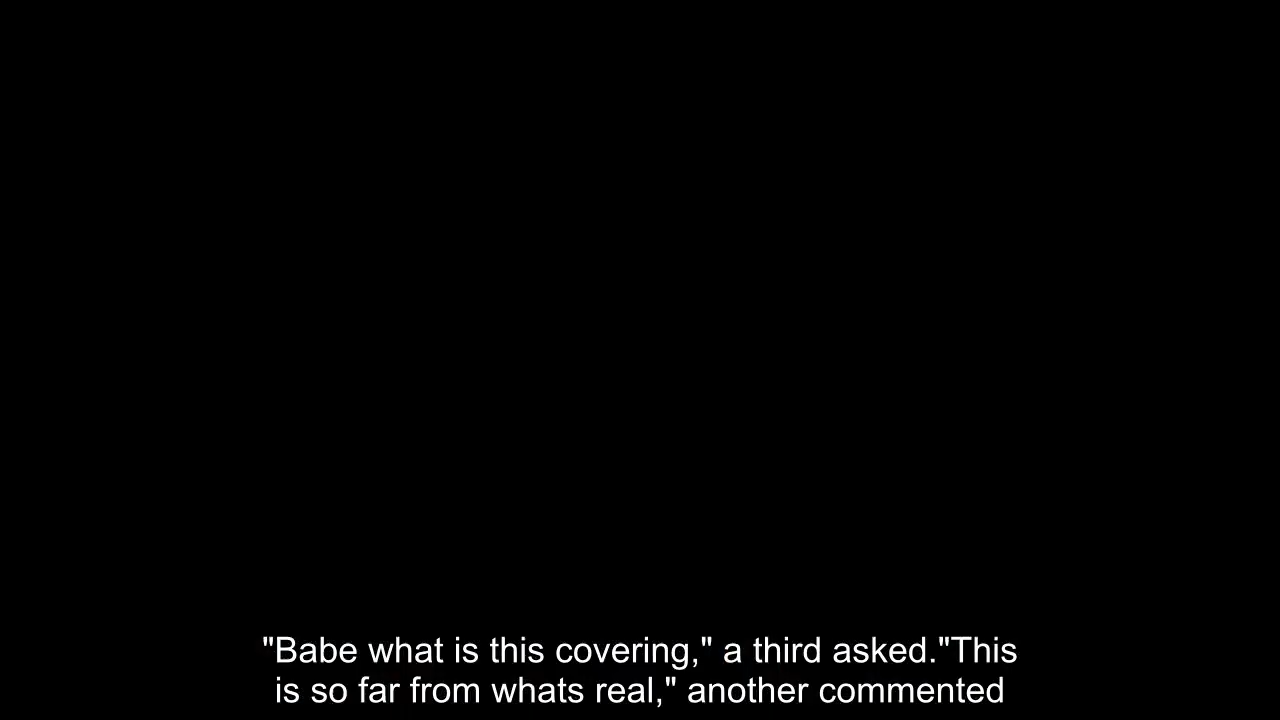 "Babe what is this covering," a third asked."This
is so far from whats real," another commented